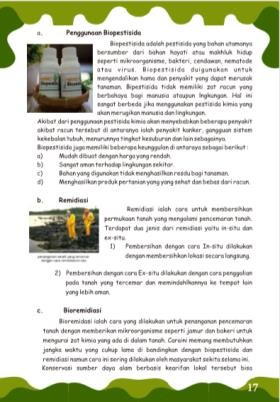 a. Penggunaan Biopestisida
Biopestisida adalah pestisida yang bahan utamanya
bersumber dari bahan hayati atau makhluk hidup
seperti mikroorganisme, bakteri, cendawan, nematode
atau virus. Biopestisida duigunakan untuk
mengendalikan hama dan penyakit yang dapat merusak
tanaman. Bipestisida tidak memiliki zat racun yang
berbahaya bagi manusia ataupun lingkungan. Hal ini
sangat berbeda jika menggunakan pestisida kimia yang
akan merugikan manusia dan lingkungan.
Akibat dari penggunaan pestisida kimia akan menyebabkan beberapa penyakit
akibat racun tersebut di antaranya ialah penyakit kanker, gangguan sistem
kekebalan tubuh, menurunnya tingkat kesuburan dan lain sebagainya.
Biopestisida juga memiliki beberapa keunggulan di antaranya sebagai berikut :
a) Mudah dibuat dengan harga yang rendah.
b) Sangat aman terhadap lingkungan sekitar.
c) Bahan yang digunakan tidak menghasilkan residu bagi tanaman.
d) Menghasilkan produk pertanian yang yang sehat dan bebas dari racun.
b. Remidiasi
Remidiasi ialah cara untuk membersihkan
permukaan tanah yang mengalami pencemaran tanah.
Terdapat dua jenis dari remidiasi yaitu in-situ dan
ex-situ.
1) Pembersihan dengan cara In-situ dilakukan
dengan membersihkan lokasi secara langsung.
2) Pembersihan dengan cara Ex-situ dilakukan dengan cara penggalian
pada tanah yang tercemar dan memindahlkannya ke tempat lain
yang lebih aman.
c. Bioremidiasi
Bioremidasi ialah cara yang dilakukan untuk penanganan pencemaran
tanah dengan memberikan mikroorganisme seperti jamur dan bakeri untuk
mengurai zat kimia yang ada di dalam tanah. Caraini memang membutuhkan
jangka waktu yang cukup lama di bandingkan dengan biopestisida dan
remidiasi namun cara ini sering dilakukan oleh masyarakat sekita selama ini.
Konservasi sumber daya alam berbasis kearifan lokal tersebut bisa
17